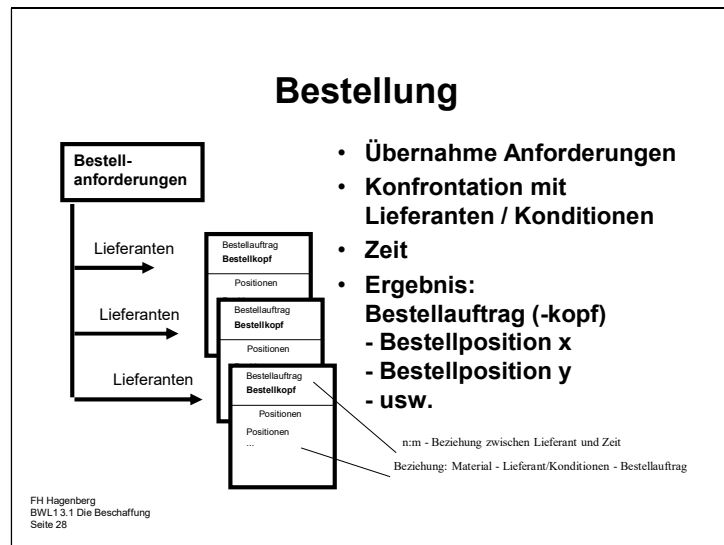 Bestellung
Bestell-
anforderungen
Lieferanten
Lieferanten
Lieferanten
Bestellauftrag
Bestellkopf
Positionen
Bestellauftrag
Bestellkopf
Positionen
Bestellauftrag
Bestellkopf
Positionen
Positionen
...
• Übernahme Anforderungen
• Konfrontation mit
Lieferanten / Konditionen
• Zeit
• Ergebnis:
Bestellauftrag (-kopf)
- Bestellposition x
- Bestellposition y
- usw.
n:m - Beziehung zwischen Lieferant und Zeit
Beziehung: Material - Lieferant/Konditionen - Bestellauftrag
FH Hagenberg
BWL1 3.1 Die Beschaffung
Seite 28